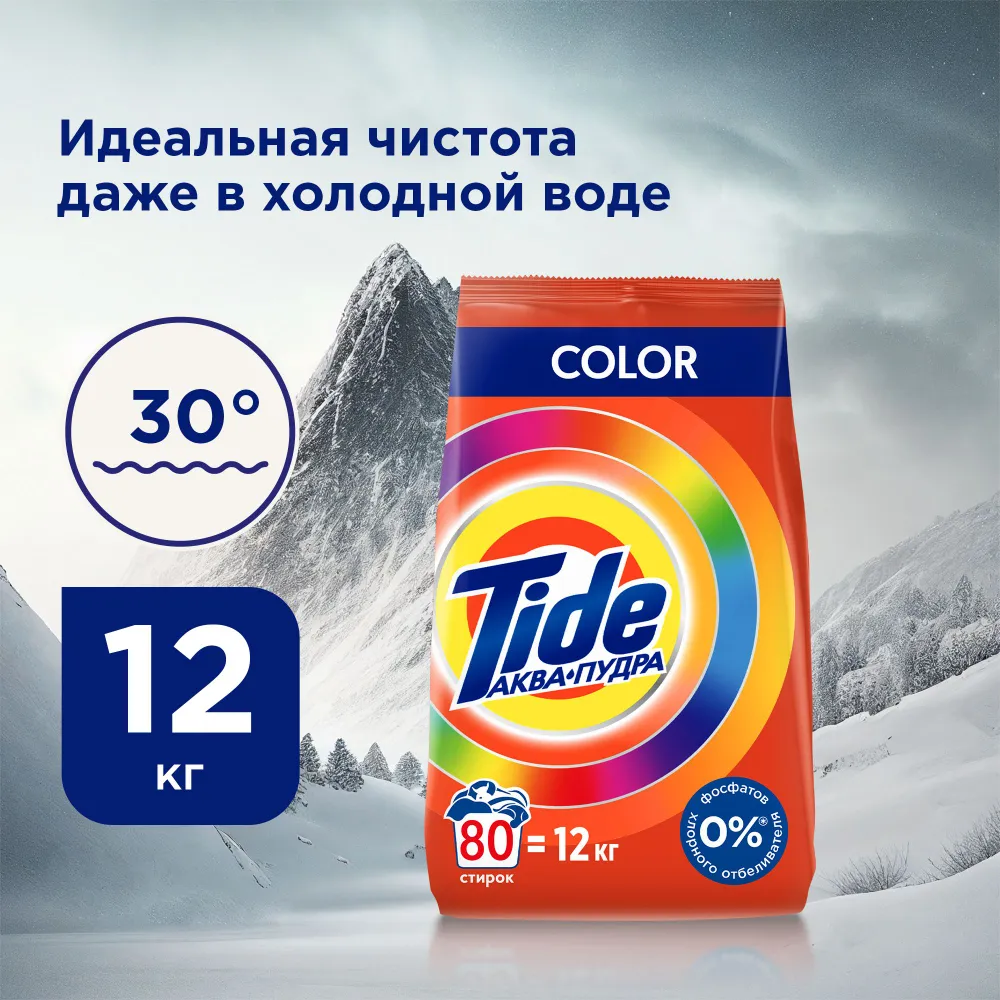 Идеальная чистота
даже в холодной воде
30°
12
кг
COLOR
Tide
АКВА•ПУДРА
80 = 12 кг
стирок
фосфатов
0%*
хлорного отбеливателя